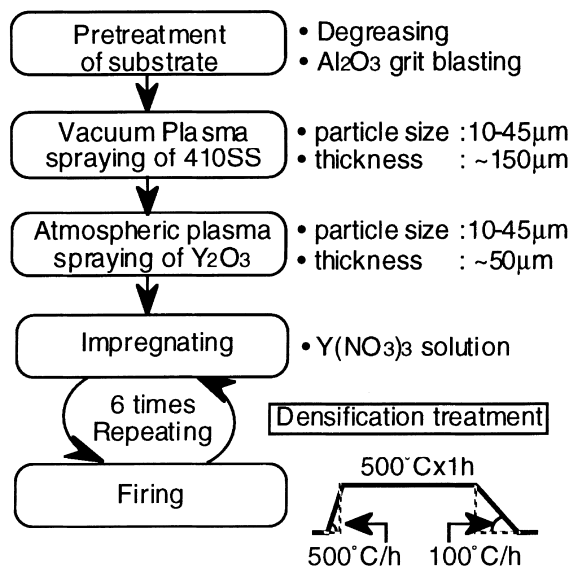 Pretreatment
of substrate
• Degreasing
• Al2O3 grit blasting
Vacuum Plasma
spraying of 410SS
• particle size :10-45μm
• thickness : ~150μm
Atmospheric plasma
spraying of Y2O3
• particle size :10-45μm
• thickness : ~50μm
Impregnating
• Y(NO3)3 solution
6 times
Repeating
Firing
Densification treatment
500°Cx1h
500°C/h
100°C/h